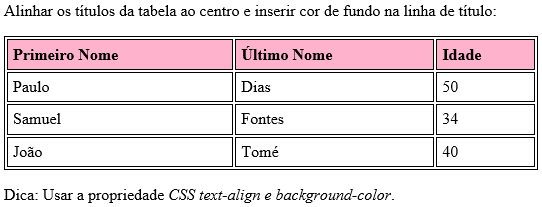 Alinhar os títulos da tabela ao centro e inserir cor de fundo na linha de título:
Primeiro Nome Último Nome Idade
Paulo Dias 50
Samuel Fontes 34
João Tomé 40
Dica: Usar a propriedade CSS text-align e background-color.